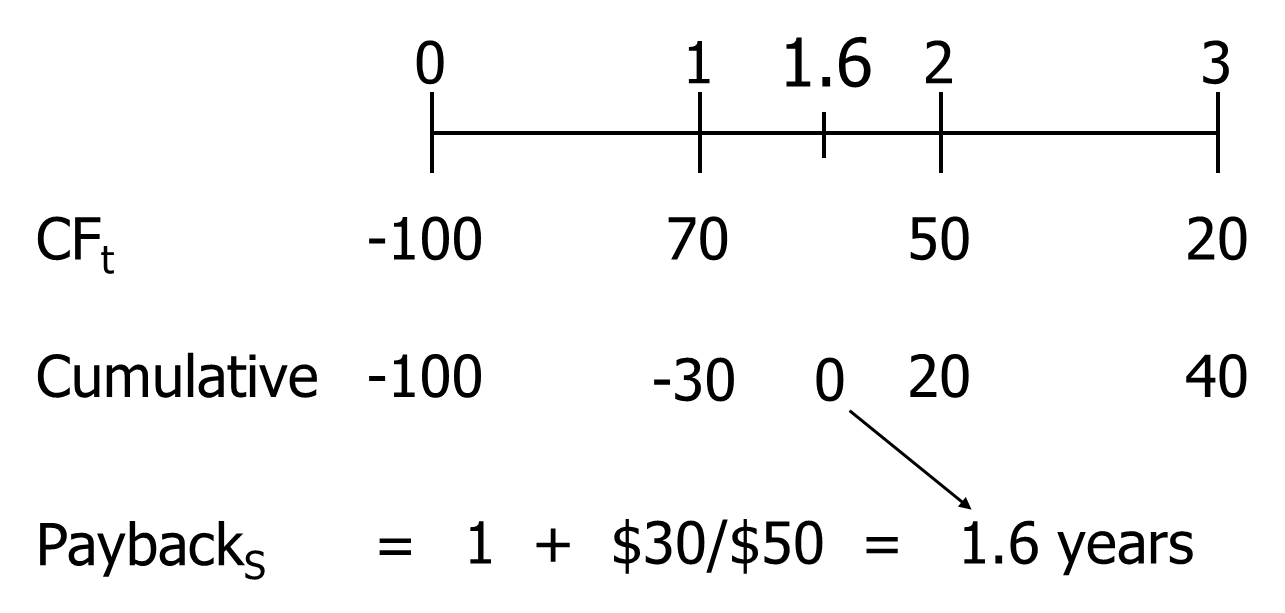 0 1 1.6 2 3
CFt -100 70 50 20
Cumulative -100 -30 0 20 40
PaybackS = 1 + $30/$50 = 1.6 years